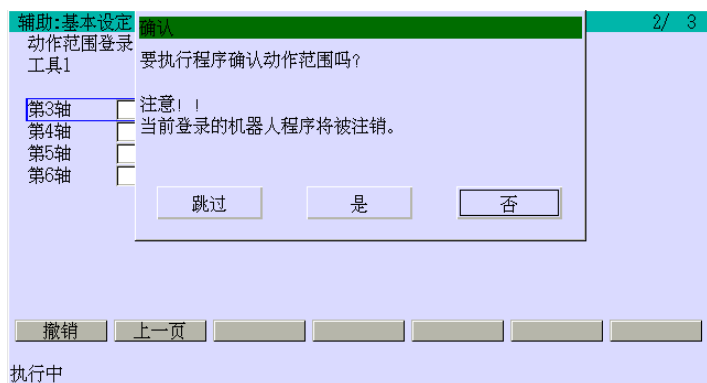 辅助:基本设定
2/ 3
动作范围登录
工具1
第3轴
第4轴
第5轴
第6轴
确认
要执行程序确认动作范围吗?
注意!!
当前登录的机器人程序将被注销。
跳过
是
否
撤销
上一页
执行中